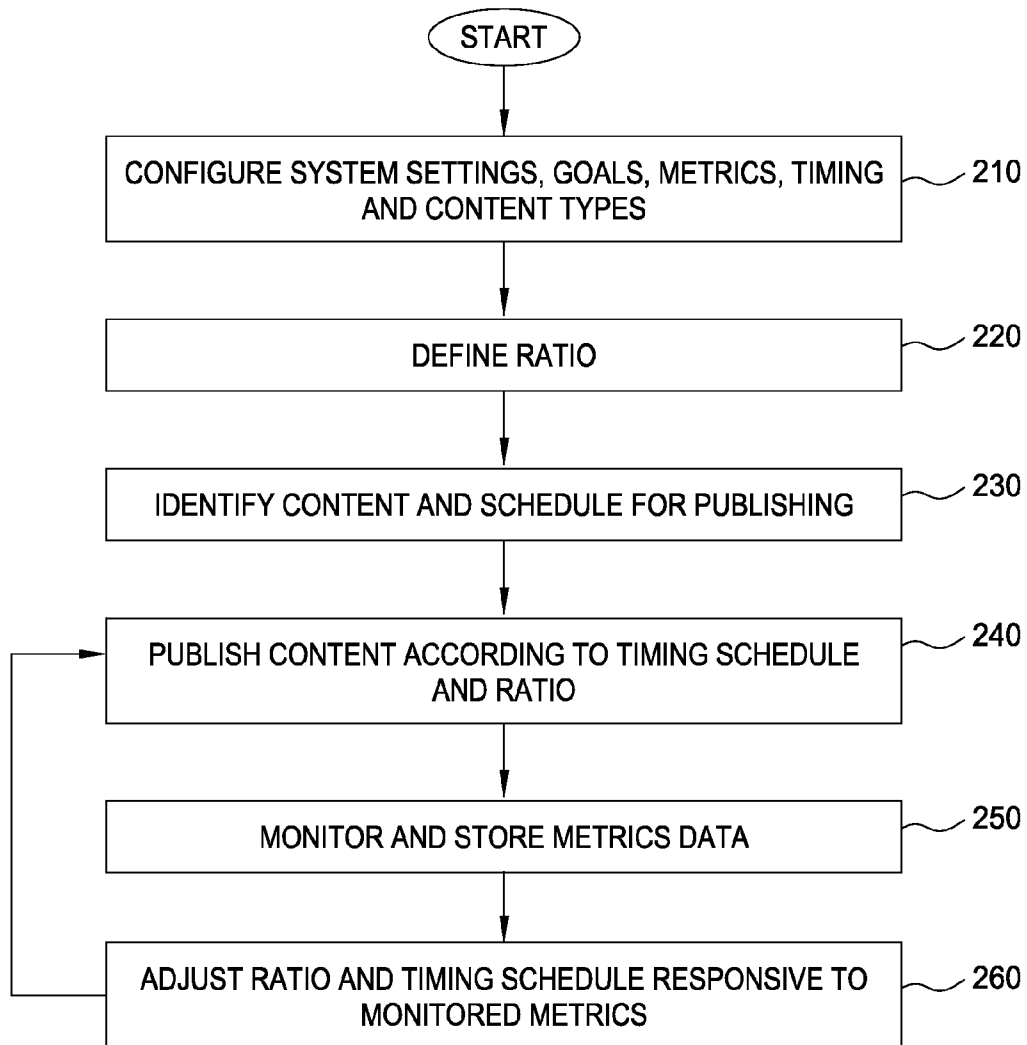 START
CONFIGURE SYSTEM SETTINGS, GOALS, METRICS, TIMING
AND CONTENT TYPES
210
DEFINE RATIO
220
IDENTIFY CONTENT AND SCHEDULE FOR PUBLISHING
230
PUBLISH CONTENT ACCORDING TO TIMING SCHEDULE
AND RATIO
240
MONITOR AND STORE METRICS DATA
250
ADJUST RATIO AND TIMING SCHEDULE RESPONSIVE TO
MONITORED METRICS
260